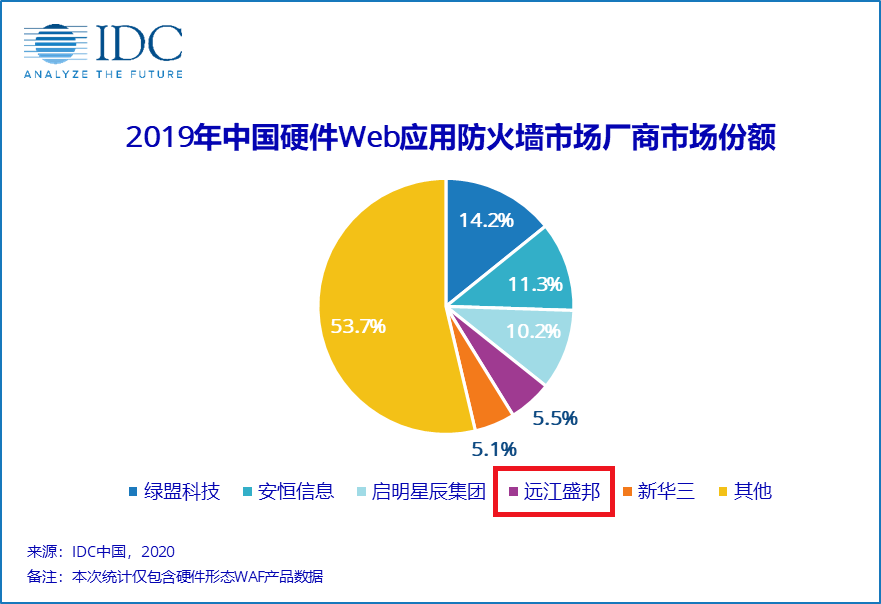 IDC
ANALYZE THE FUTURE
2019年中国硬件Web应用防火墙市场厂商市场份额
14.2%
11.3%
10.2%
53.7%
5.5%
5.1%
绿盟科技 安恒信息 启明星辰集团 远江盛邦 新华三 其他
来源：IDC中国，2020
备注：本次统计仅包含硬件形态WAF产品数据